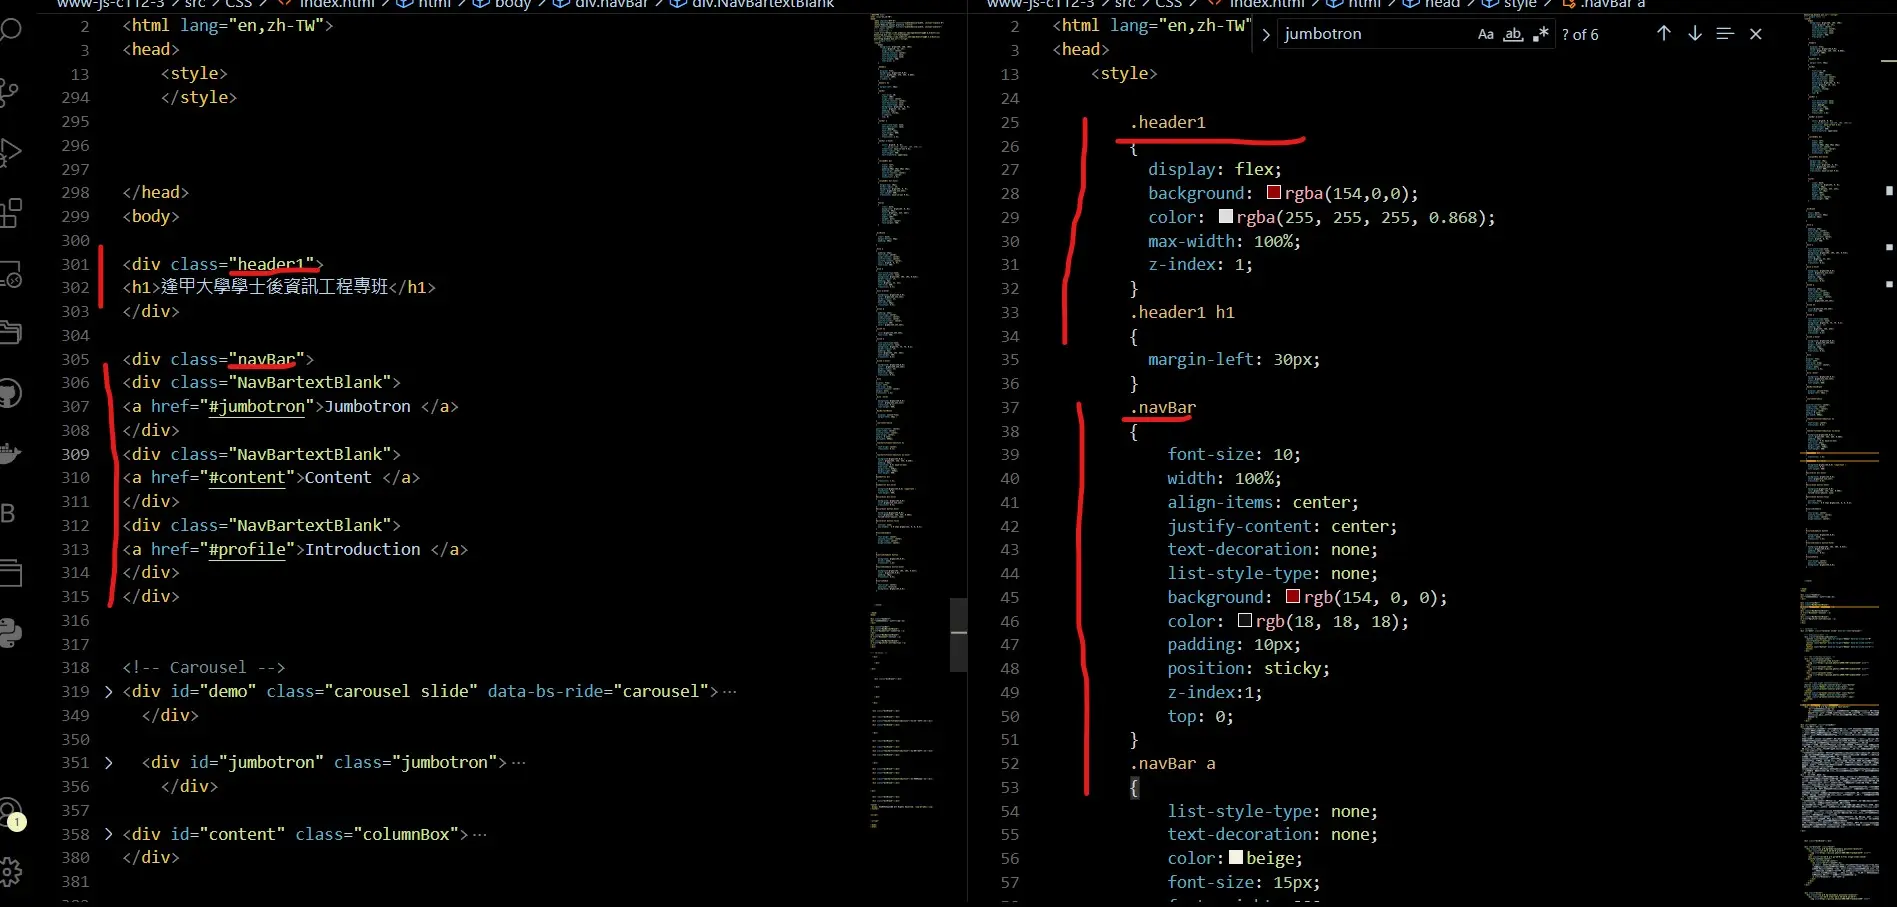 www-js-c112-3 > src > CSS > index.html > html > body > div.navBar > div.NavBartextBlank
2 <html lang="en,zh-TW">
3 <head>
13 <style>
294 </style>
295
296
297
298 </head>
299 <body>
300
301 <div class="header1">
302 <h1>逢甲大學學士後資訊工程專班</h1>
303 </div>
304
305 <div class="navBar">
306 <div class="NavBartextBlank">
307 <a href="#jumbotron">Jumbotron </a>
308 </div>
309 <div class="NavBartextBlank">
310 <a href="#content">Content </a>
311 </div>
312 <div class="NavBartextBlank">
313 <a href="#profile">Introduction </a>
314 </div>
315 </div>
316
317
318 <!-- Carousel -->
319 <div id="demo" class="carousel slide" data-bs-ride="carousel">···
349 </div>
350
351 <div id="jumbotron" class="jumbotron">···
356 </div>
357
358 <div id="content" class="columnBox">···
380 </div>
381
1
www-js-c112-3 > src > CSS > index.html > html > head > style > .navBar a
jumbotron Aa ab ? of 6
2 <html lang="en,zh-TW"
3 <head>
13 <style>
24
25 .header1
26 {
27 display: flex;
28 background: rgba(154,0,0);
29 color: rgba(255, 255, 255, 0.868);
30 max-width: 100%;
31 z-index: 1;
32 }
33 .header1 h1
34 {
35 margin-left: 30px;
36 }
37 .navBar
38 {
39 font-size: 10;
40 width: 100%;
41 align-items: center;
42 justify-content: center;
43 text-decoration: none;
44 list-style-type: none;
45 background: rgb(154, 0, 0);
46 color: rgb(18, 18, 18);
47 padding: 10px;
48 position: sticky;
49 z-index:1;
50 top: 0;
51 }
52 .navBar a
53 {
54 list-style-type: none;
55 text-decoration: none;
56 color: beige;
57 font-size: 15px;